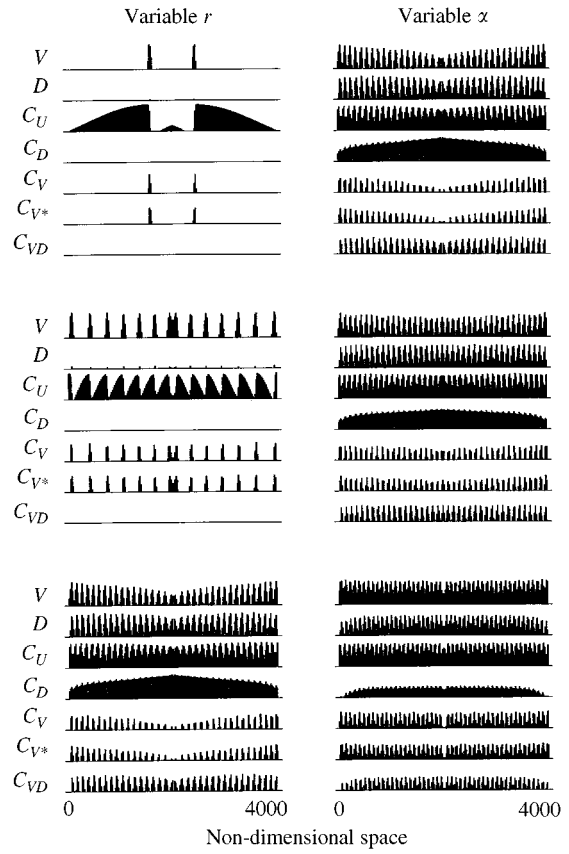 Variable r Variable α
V
D
C_U
C_D
C_V
C_V*
C_VD
V
D
C_U
C_D
C_V
C_V*
C_VD
V
D
C_U
C_D
C_V
C_V*
C_VD
0 4000 0 4000
Non-dimensional space